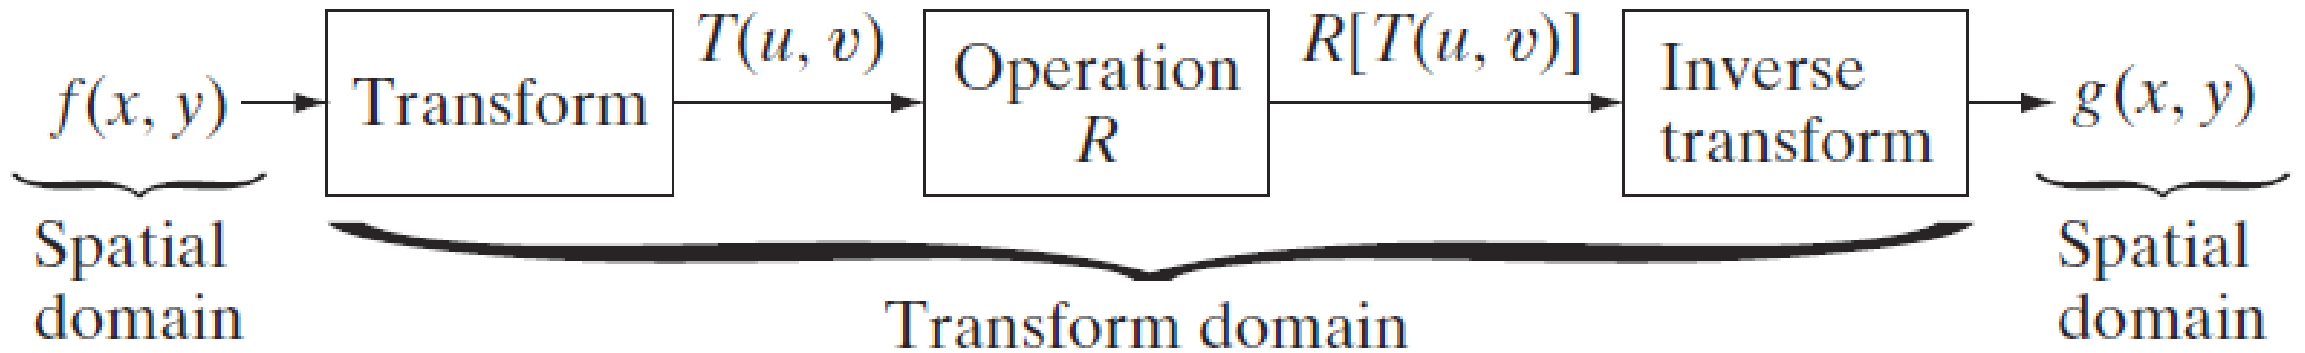 f(x, y)
Transform
T(u, v)
Operation
R
R[T(u, v)]
Inverse
transform
g(x, y)
Spatial
domain
Transform domain
Spatial
domain